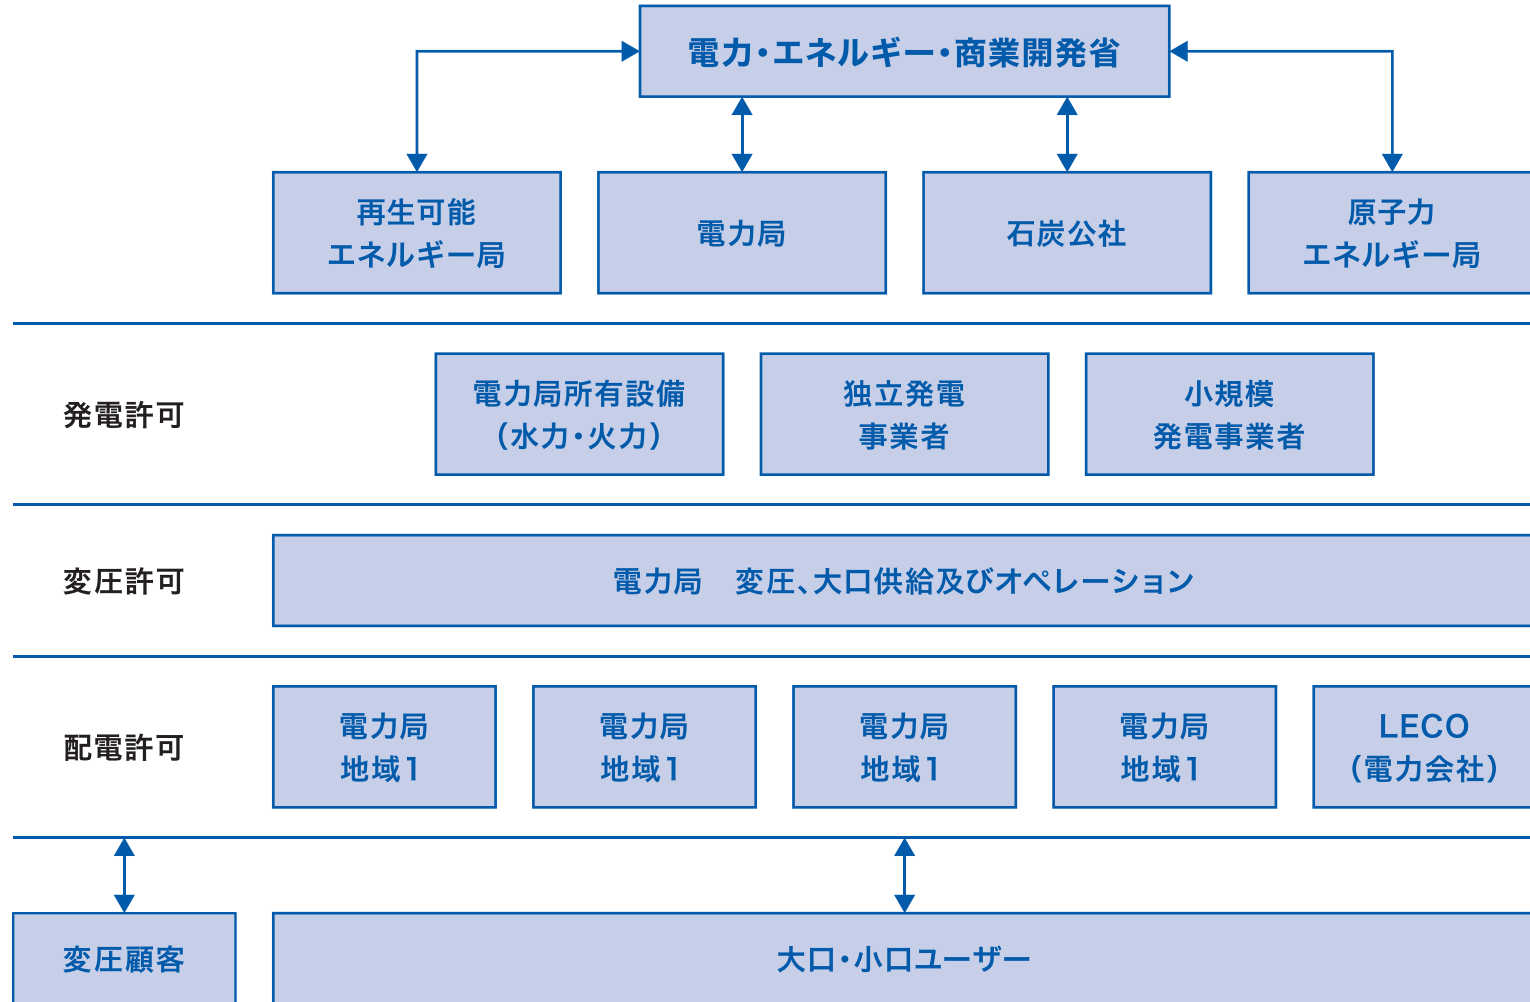 電力・エネルギー・商業開発省
再生可能
エネルギー局
電力局
石炭公社
原子力
エネルギー局
発電許可
電力局所有設備
（水力・火力）
独立発電
事業者
小規模
発電事業者
変圧許可
電力局　変圧、大口供給及びオペレーション
配電許可
電力局
地域1
電力局
地域1
電力局
地域1
電力局
地域1
LECO
（電力会社）
変圧顧客
大口・小口ユーザー